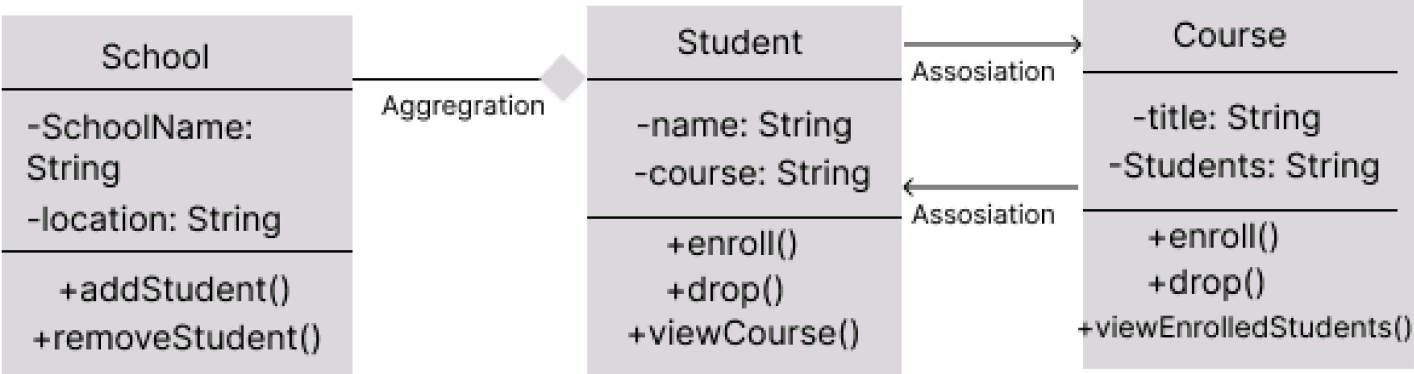 School
-SchoolName:
String
-location: String
+addStudent()
+removeStudent()
Aggregration
Student
-name: String
-course: String
+enroll()
+drop()
+viewCourse()
Assosiation
Assosiation
Course
-title: String
-Students: String
+enroll()
+drop()
+viewEnrolledStudents()